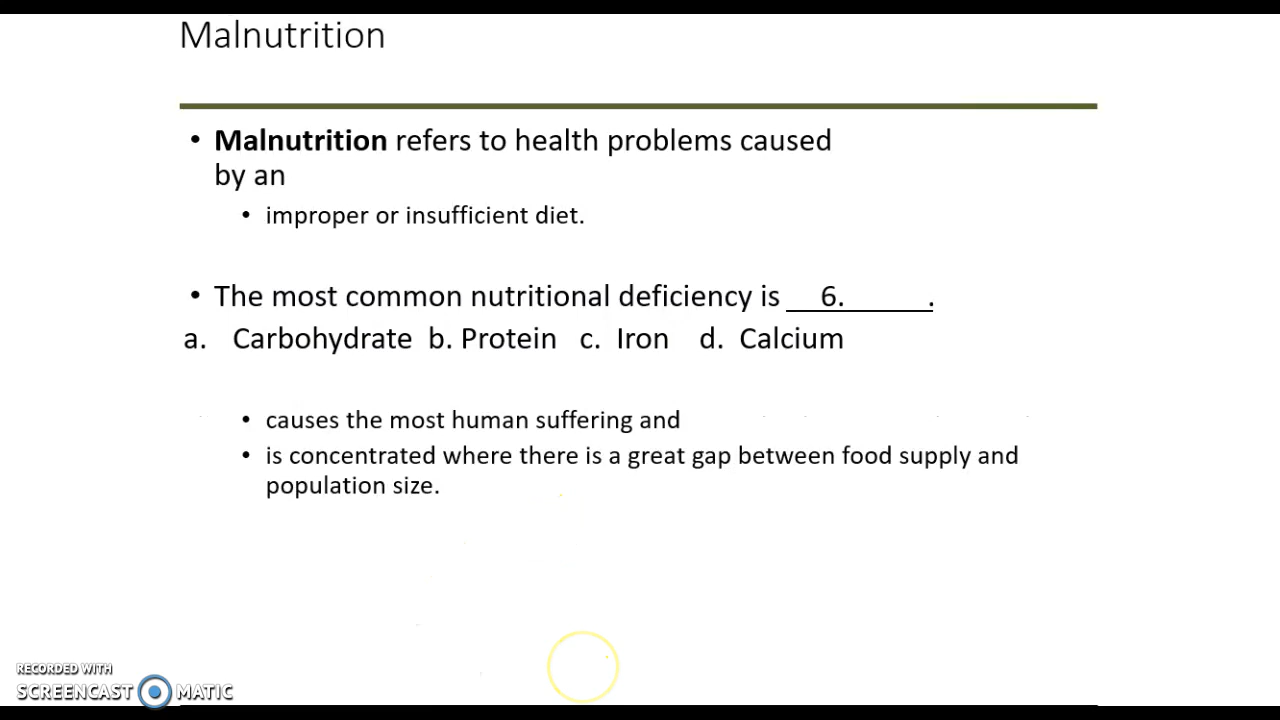 Malnutrition
• Malnutrition refers to health problems caused
by an
• improper or insufficient diet.
• The most common nutritional deficiency is __6.______.
a. Carbohydrate b. Protein c. Iron d. Calcium
• causes the most human suffering and
• is concentrated where there is a great gap between food supply and
population size.
RECORDED WITH
SCREENCAST MATIC